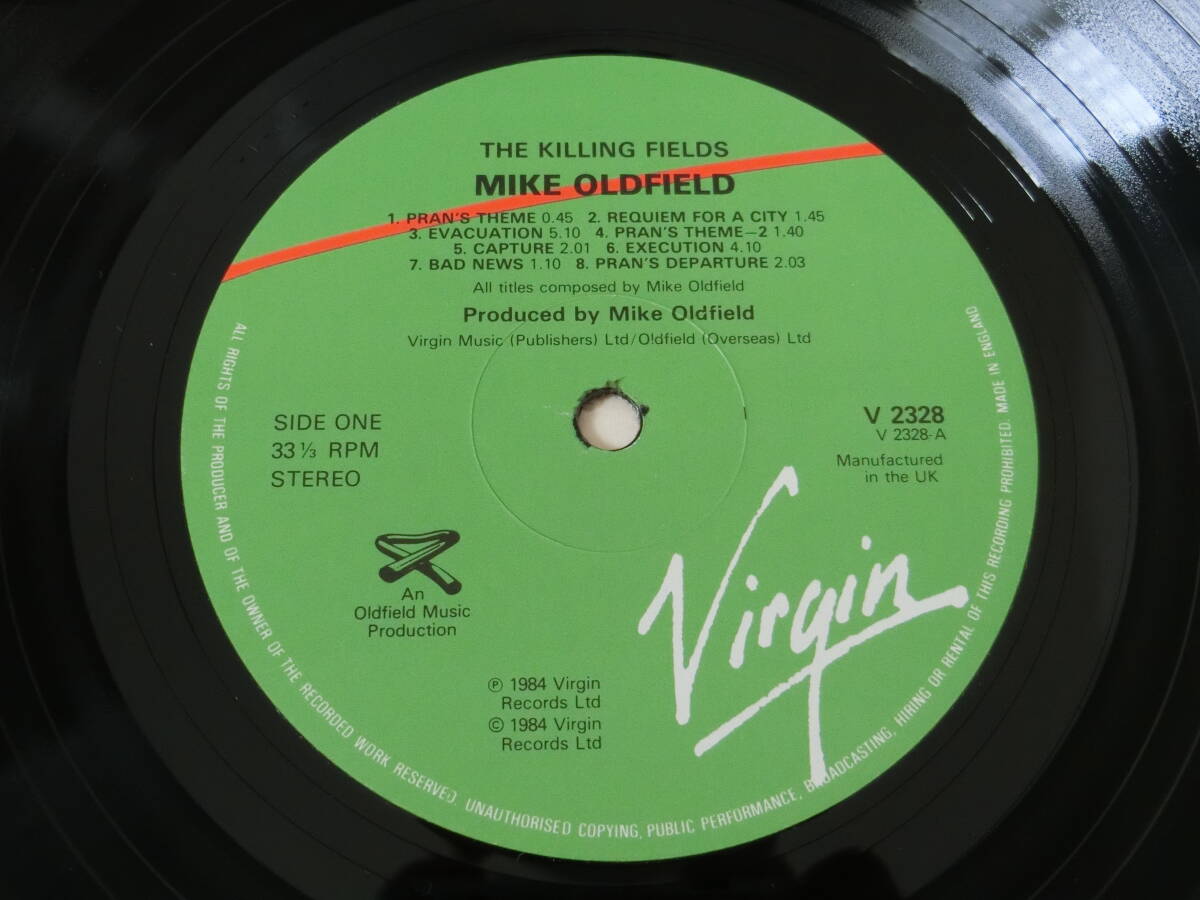 THE KILLING FIELDS
MIKE OLDFIELD
1. PRAN'S THEME 0.45 2. REQUIEM FOR A CITY 1.45
3. EVACUATION 5.10 4. PRAN'S THEME—2 1.40
5. CAPTURE 2.01 6. EXECUTION 4.10
7. BAD NEWS 1.10 8. PRAN'S DEPARTURE 2.03
All titles composed by Mike Oldfield
Produced by Mike Oldfield
Virgin Music (Publishers) Ltd/Oldfield (Overseas) Ltd
SIDE ONE
33⅓ RPM
STEREO
V 2328
V 2328-A
Manufactured
in the UK
An
Oldfield Music
Production
Virgin
℗ 1984 Virgin
Records Ltd
© 1984 Virgin
Records Ltd
ALL RIGHTS OF THE PRODUCER AND OF THE OWNER OF THE RECORDED WORK RESERVED. UNAUTHORISED COPYING, PUBLIC PERFORMANCE, BROADCASTING, HIRING OR RENTAL OF THIS RECORDING PROHIBITED. MADE IN ENGLAND